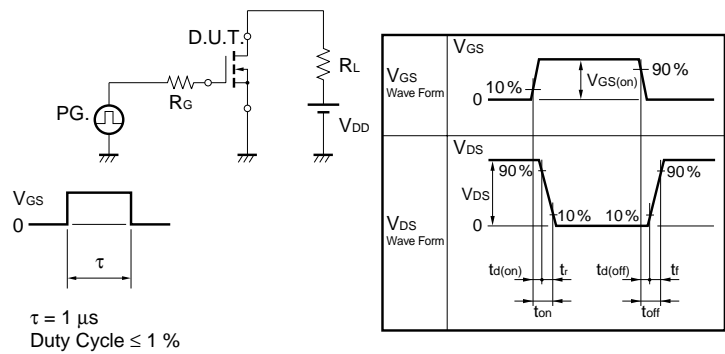 D.U.T.
RL
RG
PG.
VDD
VGS
0
τ
τ = 1 μs
Duty Cycle ≤ 1 %
VGS
Wave Form
VGS
10 %
VGS(on)
90 %
0
VDS
Wave Form
VDS
90 %
90 %
VDS
10 %
10 %
0
td(on)
tr
td(off)
tf
ton
toff